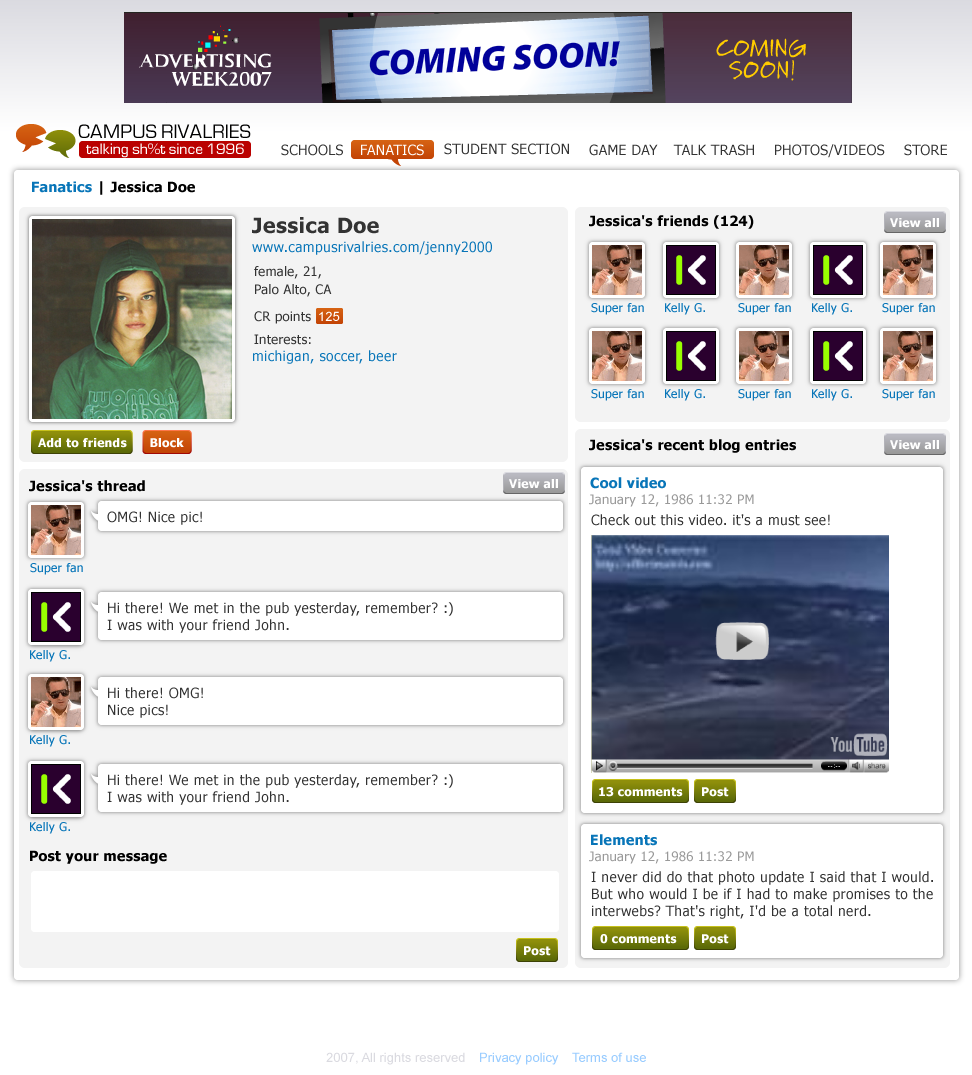 ADVERTISING
WEEK2007
COMING SOON!
COMING
SOON!
CAMPUS RIVALRIES
talking sh%t since 1996
SCHOOLS FANATICS STUDENT SECTION GAME DAY TALK TRASH PHOTOS/VIDEOS STORE
Fanatics | Jessica Doe
Jessica Doe
www.campusrivalries.com/jenny2000
female, 21,
Palo Alto, CA
CR points 125
Interests:
michigan, soccer, beer
Add to friends Block
Jessica's thread View all
OMG! Nice pic!
Super fan
Hi there! We met in the pub yesterday, remember? :)
I was with your friend John.
Kelly G.
Hi there! OMG!
Nice pics!
Kelly G.
Hi there! We met in the pub yesterday, remember? :)
I was with your friend John.
Kelly G.
Post your message
Post
Jessica's friends (124) View all
Super fan Kelly G. Super fan Kelly G. Super fan
Super fan Kelly G. Super fan Kelly G. Super fan
Jessica's recent blog entries View all
Cool video
January 12, 1986 11:32 PM
Check out this video. it's a must see!
Total Video Converter
YouTube
--:-- share
13 comments Post
Elements
January 12, 1986 11:32 PM
I never did do that photo update I said that I would.
But who would I be if I had to make promises to the
interwebs? That's right, I'd be a total nerd.
0 comments Post
2007. All rights reserved Privacy policy Terms of use